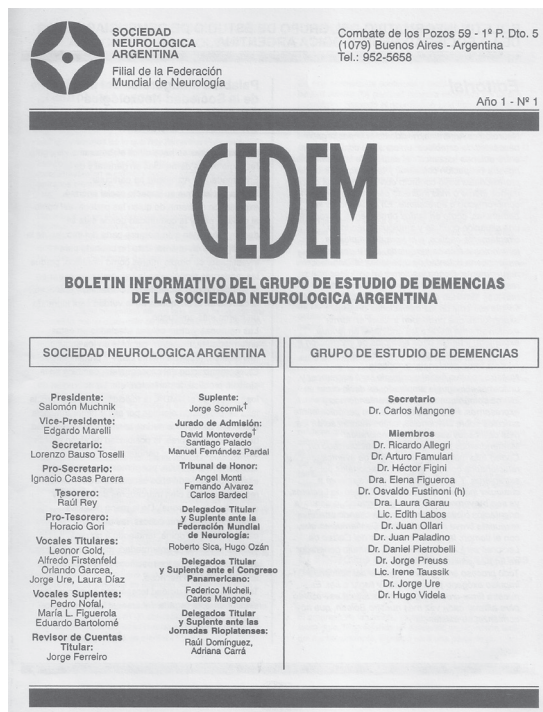 SOCIEDAD
NEUROLOGICA
ARGENTINA
Filial de la Federación
Mundial de Neurología
Combate de los Pozos 59 - 1º P. Dto. 5
(1079) Buenos Aires - Argentina
Tel.: 952-5658
Año 1 - Nº 1
GEDEM
BOLETIN INFORMATIVO DEL GRUPO DE ESTUDIO DE DEMENCIAS
DE LA SOCIEDAD NEUROLOGICA ARGENTINA
SOCIEDAD NEUROLOGICA ARGENTINA
Presidente:
Salomón Muchnik
Vice-Presidente:
Edgardo Marelli
Secretario:
Lorenzo Bauso Toselli
Pro-Secretario:
Ignacio Casas Parera
Tesorero:
Raúl Rey
Pro-Tesorero:
Horacio Gori
Vocales Titulares:
Leonor Gold,
Alfredo Firstenfeld
Orlando Garcea,
Jorge Ure, Laura Díaz
Vocales Suplentes:
Pedro Nofal,
María L. Figuerola
Eduardo Bartolomé
Revisor de Cuentas
Titular:
Jorge Ferreiro
Suplente:
Jorge Scornik†
Jurado de Admisión:
David Monteverde†
Santiago Palacio
Manuel Fernández Pardal
Tribunal de Honor:
Angel Monti
Fernando Alvarez
Carlos Bardeci
Delegados Titular
y Suplente ante la
Federación Mundial
de Neurología:
Roberto Sica, Hugo Ozán
Delegados Titular
y Suplente ante el Congreso
Panamericano:
Federico Micheli,
Carlos Mangone
Delegados Titular
y Suplente ante las
Jornadas Rioplatenses:
Raúl Domínguez,
Adriana Carrá
GRUPO DE ESTUDIO DE DEMENCIAS
Secretario
Dr. Carlos Mangone
Miembros
Dr. Ricardo Allegri
Dr. Arturo Famulari
Dr. Héctor Figini
Dra. Elena Figueroa
Dr. Osvaldo Fustinoni (h)
Dra. Laura Garau
Lic. Edith Labos
Dr. Juan Ollari
Dr. Juan Paladino
Dr. Daniel Pietrobelli
Dr. Jorge Preuss
Lic. Irene Taussik
Dr. Jorge Ure
Dr. Hugo Videla